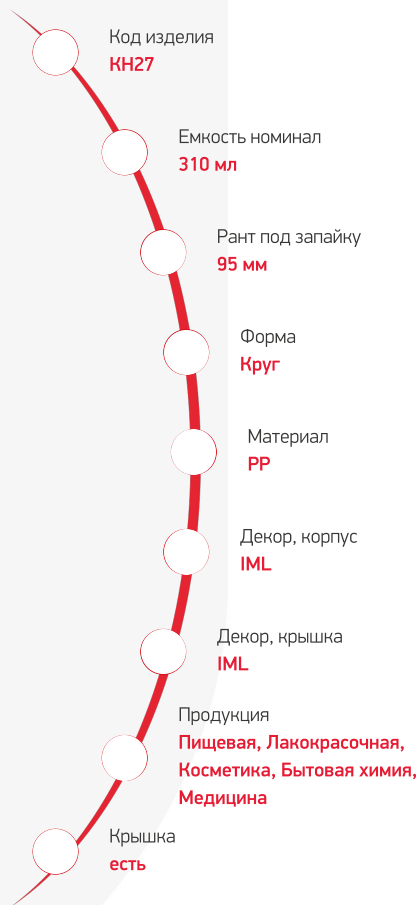 Код изделия
КН27
Емкость номинал
310 мл
Рант под запайку
95 мм
Форма
Круг
Материал
PP
Декор, корпус
IML
Декор, крышка
IML
Продукция
Пищевая, Лакокрасочная,
Косметика, Бытовая химия,
Медицина
Крышка
есть